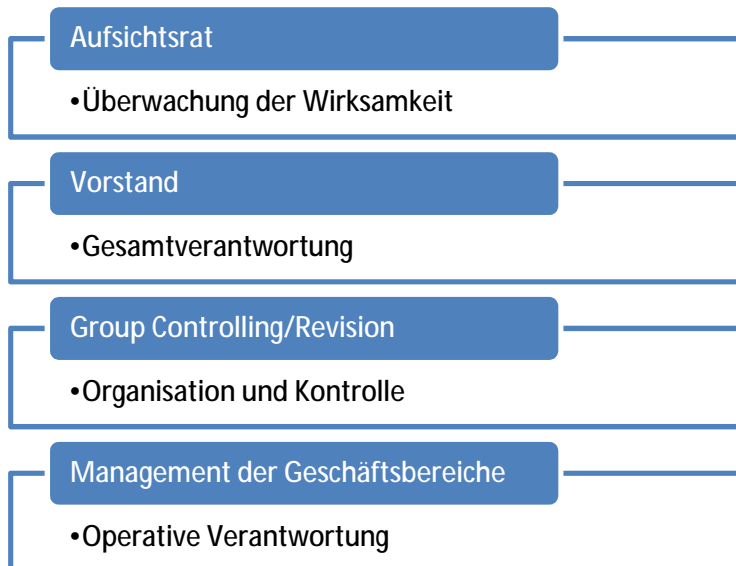 Aufsichtsrat
•Überwachung der Wirksamkeit
Vorstand
•Gesamtverantwortung
Group Controlling/Revision
•Organisation und Kontrolle
Management der Geschäftsbereiche
•Operative Verantwortung